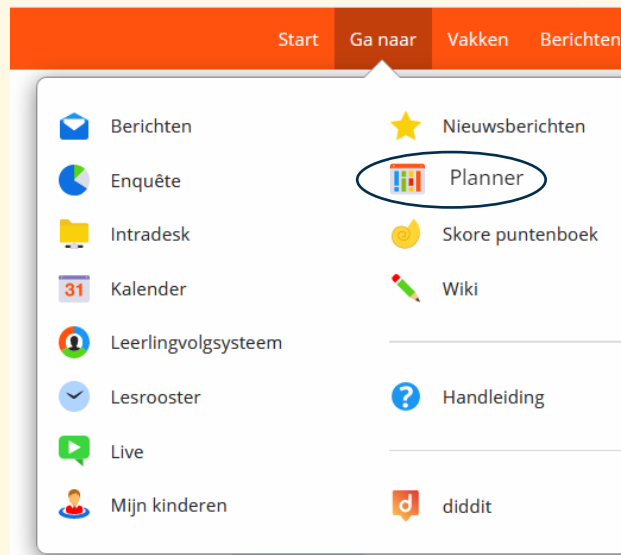 Start Ga naar Vakken Berichten
Berichten
Enquête
Intradesk
31 Kalender
Leerlingvolgsysteem
Lesrooster
Live
Mijn kinderen
Nieuwsberichten
Planner
Skore puntenboek
Wiki
? Handleiding
d diddit